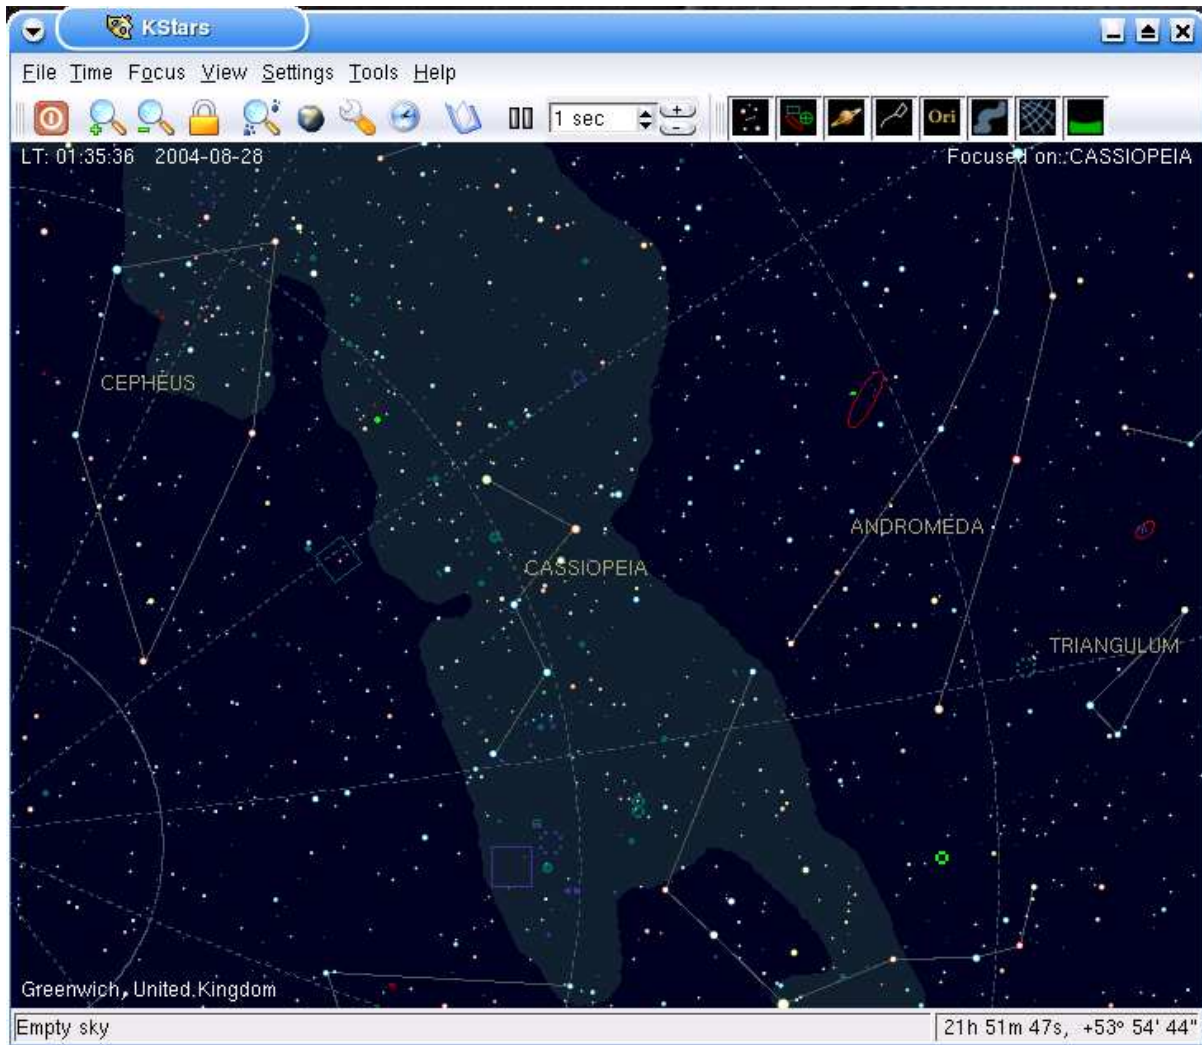 KStars
File Time Focus View Settings Tools Help
1 sec
Ori
LT: 01:35:36 2004-08-28
Focused on: CASSIOPEIA
CEPHEUS
ANDROMEDA
CASSIOPEIA
TRIANGULUM
Greenwich, United Kingdom
Empty sky
21h 51m 47s, +53º 54' 44"